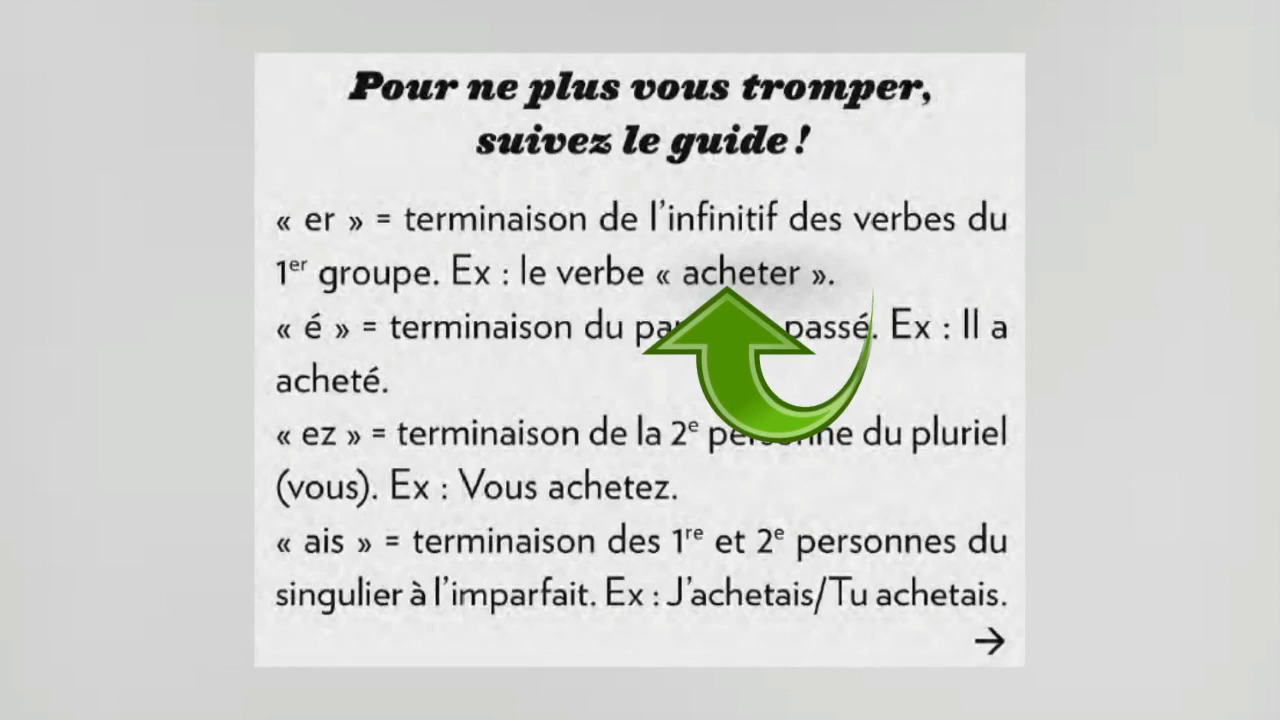 Pour ne plus vous tromper,
suivez le guide !
« er » = terminaison de l’infinitif des verbes du
1er groupe. Ex : le verbe « acheter ».
« é » = terminaison du passé. Ex : Il a
acheté.
« ez » = terminaison de la 2e du pluriel
(vous). Ex : Vous achetez.
« ais » = terminaison des 1re et 2e personnes du
singulier à l’imparfait. Ex : J’achetais/Tu achetais.
→